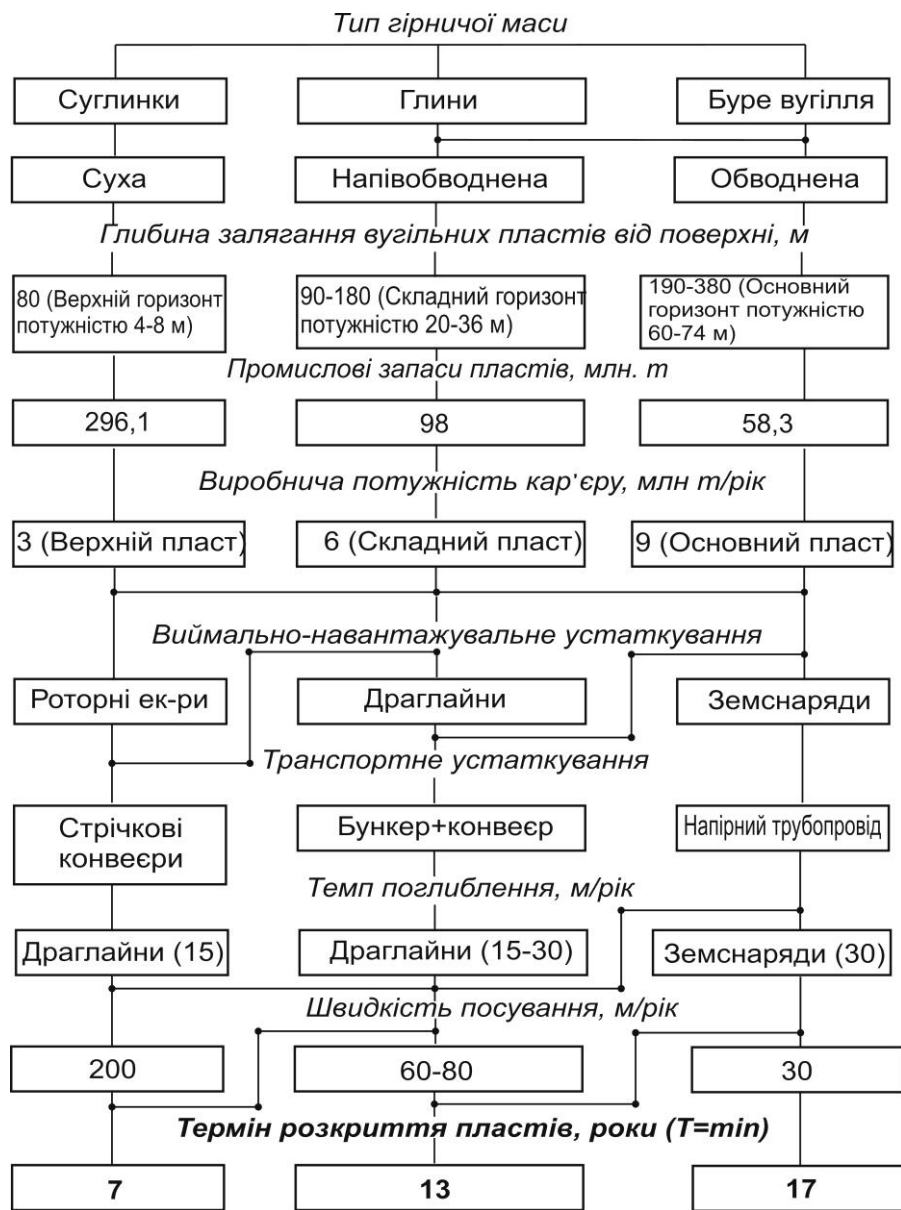 Тип гірничої маси
Суглинки
Глини
Буре вугілля
Суха
Напівобводнена
Обводнена
Глибина залягання вугільних пластів від поверхні, м
80 (Верхній горизонт
потужністю 4-8 м)
90-180 (Складний горизонт
потужністю 20-36 м)
190-380 (Основний
горизонт потужністю
60-74 м)
Промислові запаси пластів, млн. т
296,1
98
58,3
Виробнича потужність кар'єру, млн т/рік
3 (Верхній пласт)
6 (Складний пласт)
9 (Основний пласт)
Виймально-навантажувальне устаткування
Роторні ек-ри
Драглайни
Земснаряди
Транспортне устаткування
Стрічкові
конвеєри
Бункер+конвеєр
Напірний трубопровід
Темп поглиблення, м/рік
Драглайни (15)
Драглайни (15-30)
Земснаряди (30)
Швидкість посування, м/рік
200
60-80
30
Термін розкриття пластів, роки (T=min)
7
13
17